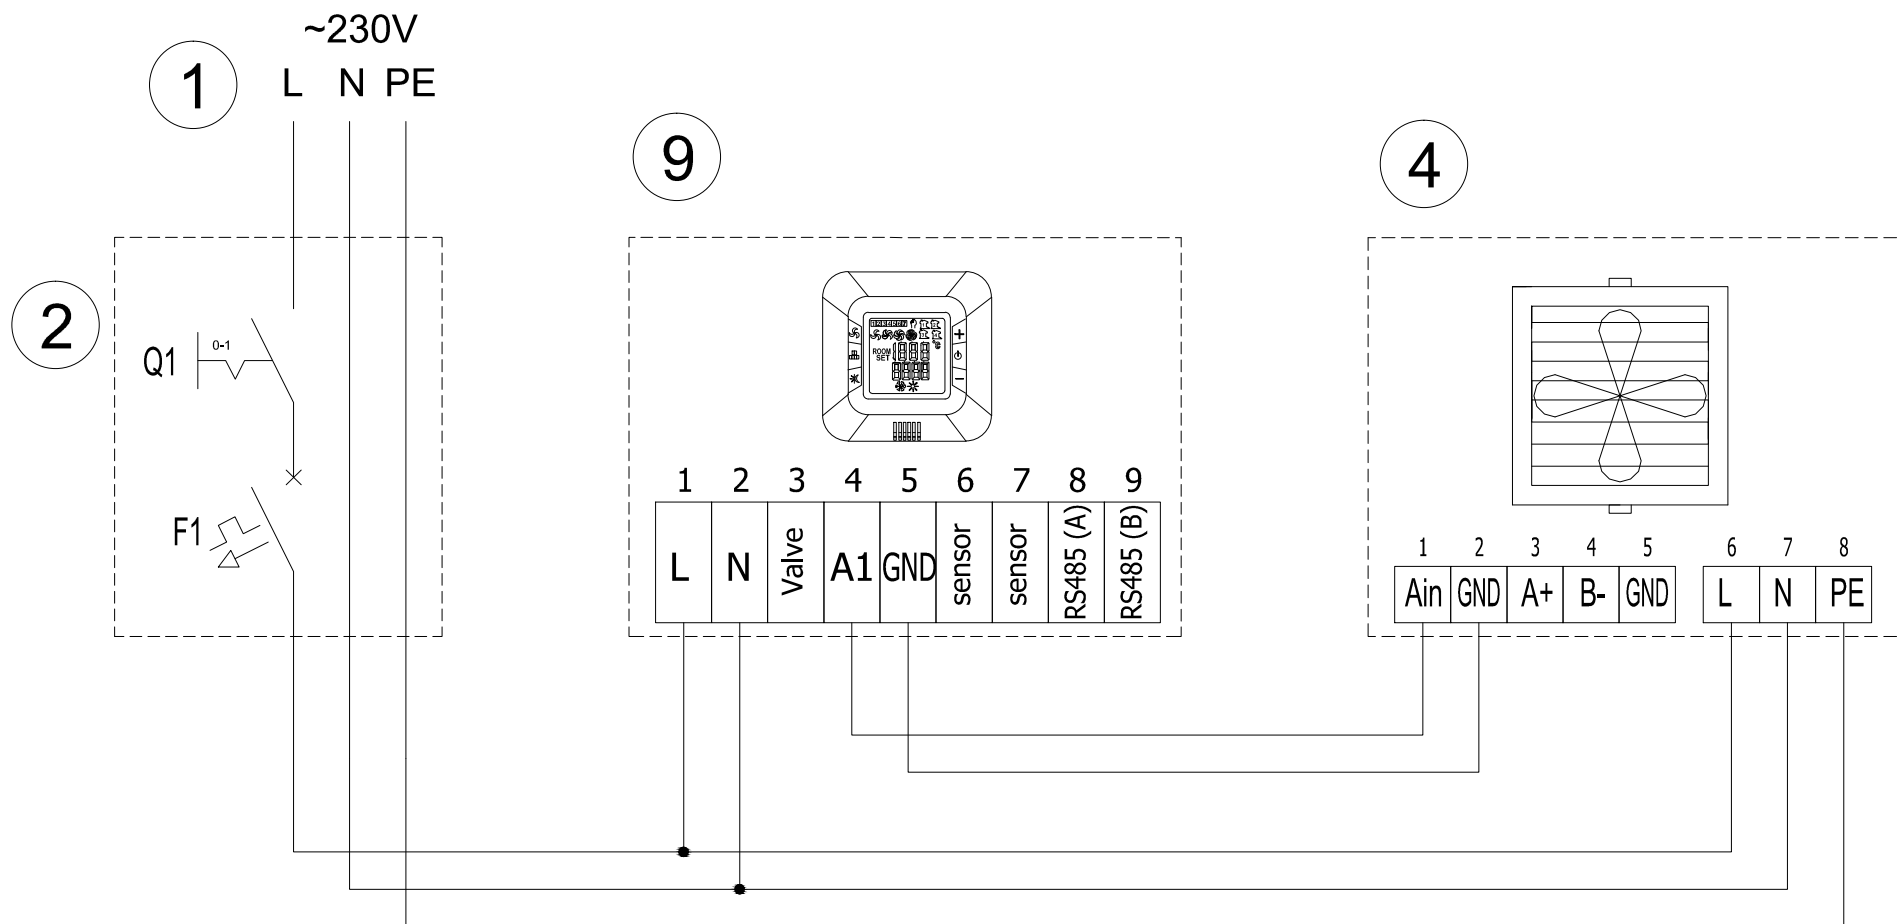 ~230V
1
L N PE
9
4
2
Q1
0-1
F1
ROOM
SET
1 2 3 4 5 6 7 8 9
L N Valve A1 GND sensor sensor RS485 (A) RS485 (B)
1 2 3 4 5 6 7 8
Ain GND A+ B- GND L N PE